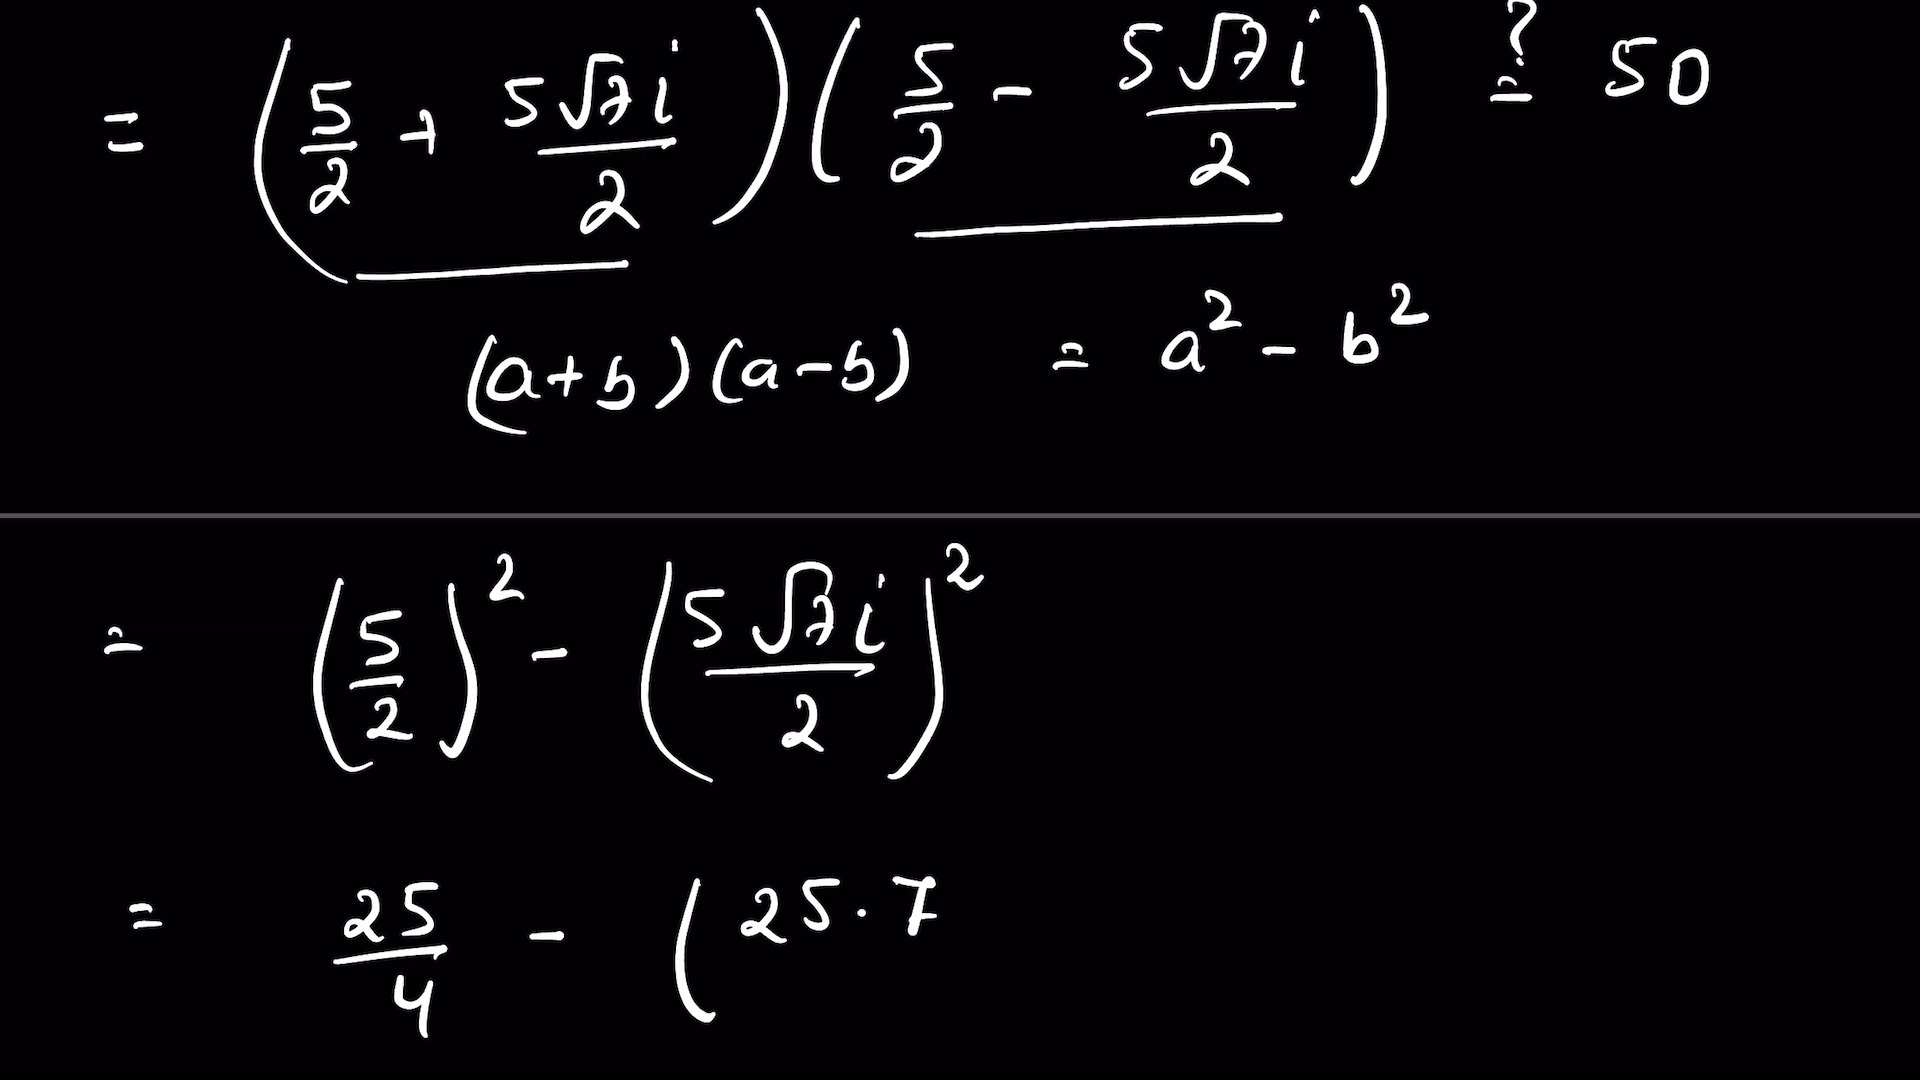 = (5/2 + 5√7i/2)(5/2 - 5√7i/2) ≟ 50
(a+b)(a-b) = a² - b²
= (5/2)² - (5√7i/2)²
= 25/4 - (25·7